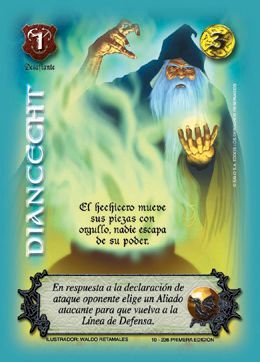 1
3
Desafiante
DIANCECHT
El hechicero mueve
sus piezas con
orgullo, nadie escapa
de su poder.
En respuesta a la declaración de
ataque oponente elige un Aliado
atacante para que vuelva a la
Línea de Defensa.
ILUSTRADOR: WALDO RETAMALES 10 - 236 PRIMERA EDICION